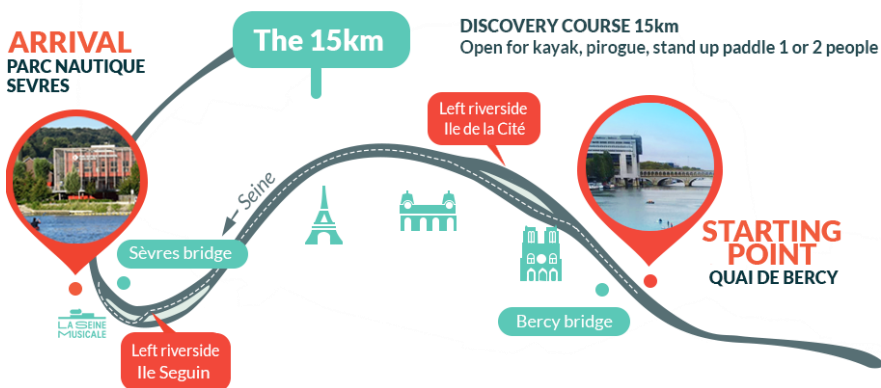 ARRIVAL
PARC NAUTIQUE
SEVRES
The 15km
DISCOVERY COURSE 15km
Open for kayak, pirogue, stand up paddle 1 or 2 people
Left riverside
Ile de la Cité
Seine
Sèvres bridge
STARTING
POINT
QUAI DE BERCY
Bercy bridge
LA SEINE
MUSICALE
Left riverside
Ile Seguin